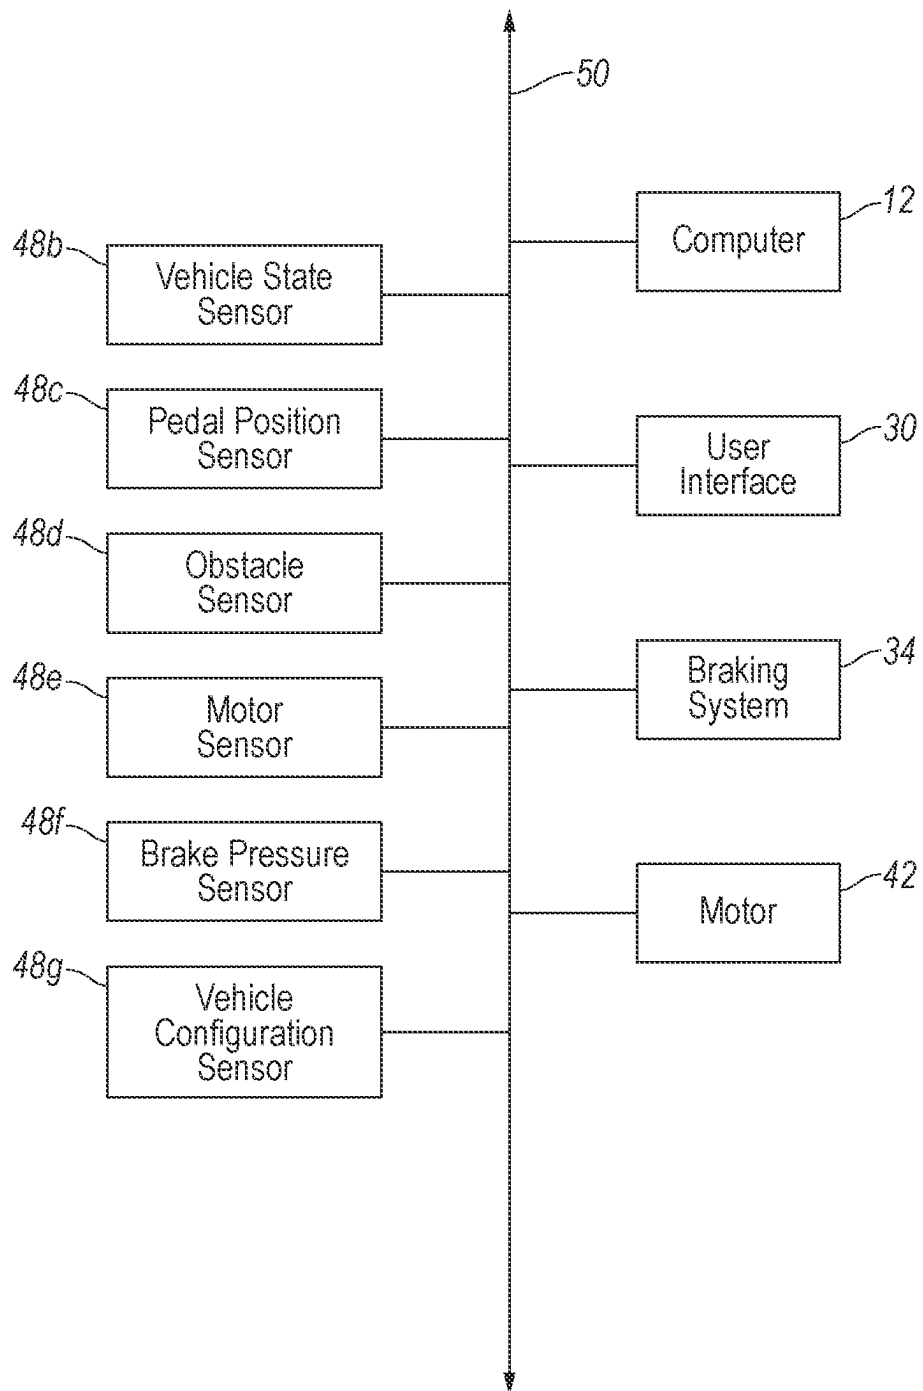 50
12
Computer
48b
Vehicle State
Sensor
48c
Pedal Position
Sensor
30
User
Interface
48d
Obstacle
Sensor
34
Braking
System
48e
Motor
Sensor
48f
Brake Pressure
Sensor
42
Motor
48g
Vehicle
Configuration
Sensor